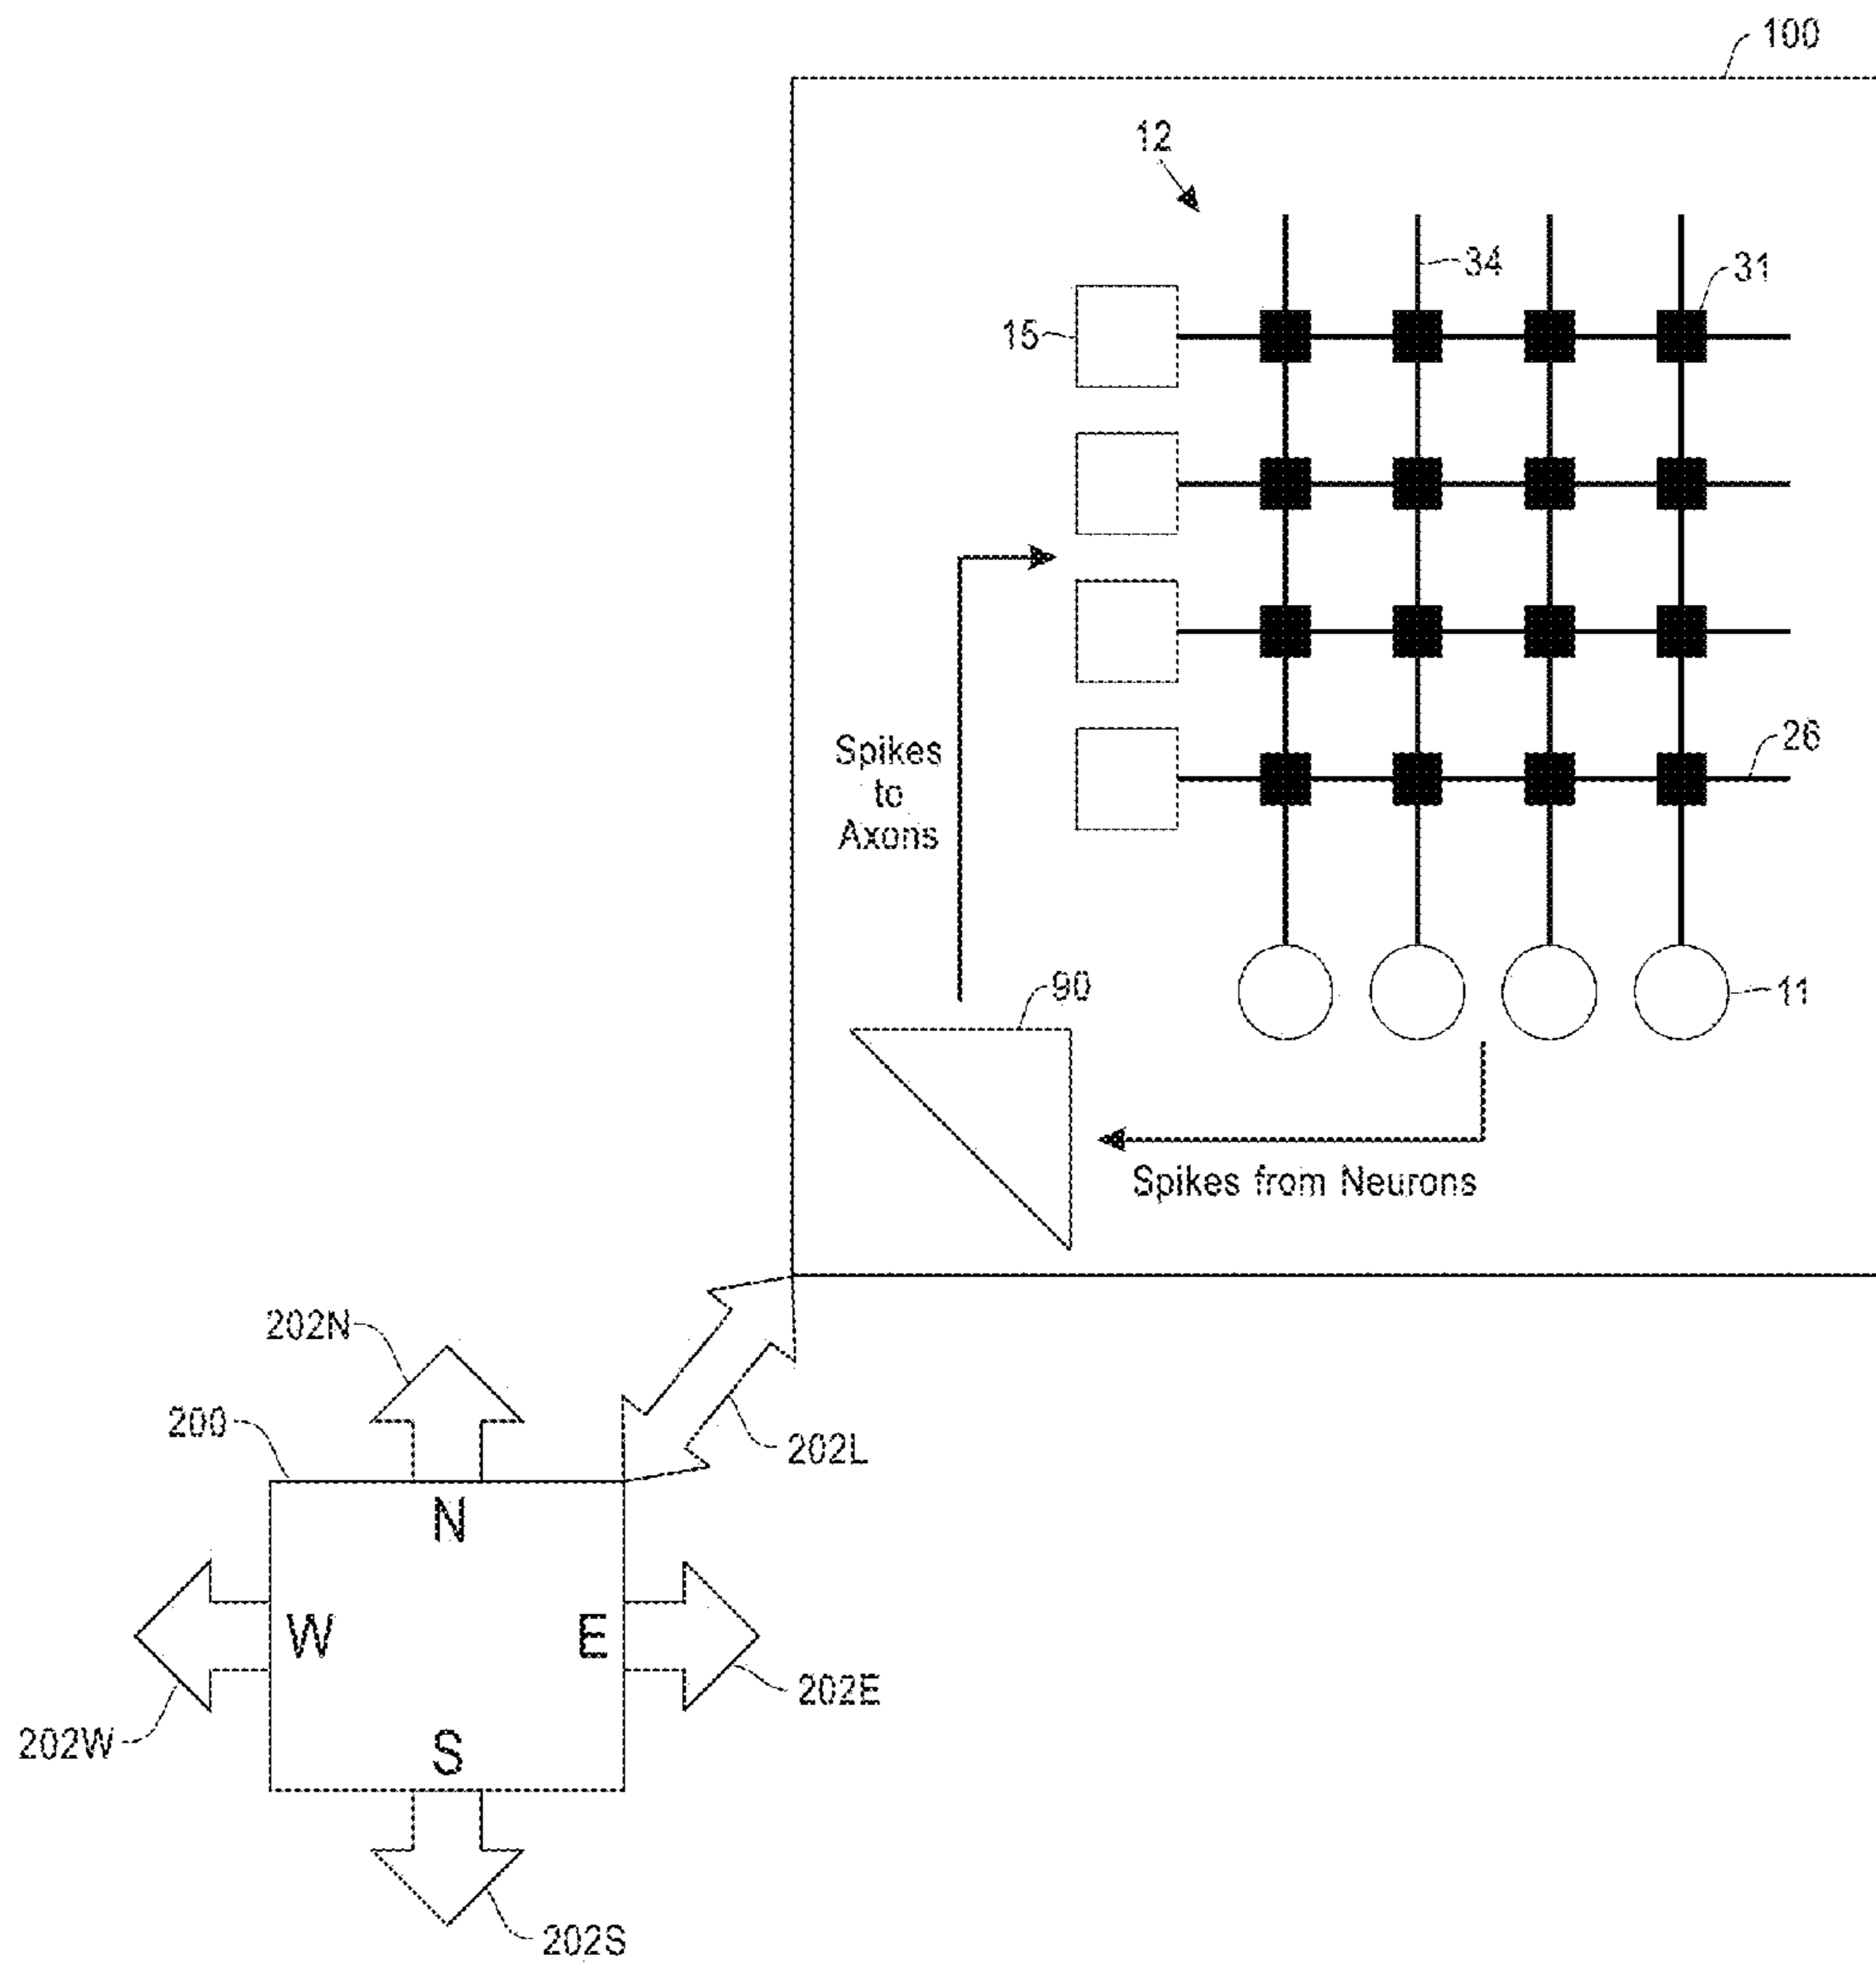 100
12
34
31
15
26
Spikes
to
Axons
90
11
Spikes from Neurons
202N
200
202L
N
W
E
202E
202W
S
202S